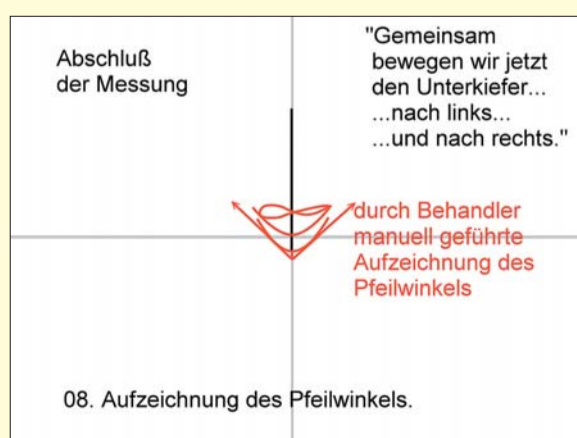 Abschluß
der Messung
"Gemeinsam
bewegen wir jetzt
den Unterkiefer...
...nach links...
...und nach rechts."
durch Behandler
manuell geführte
Aufzeichnung des
Pfeilwinkels
08. Aufzeichnung des Pfeilwinkels.